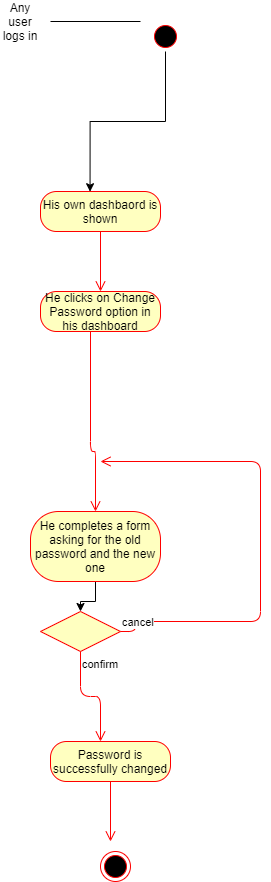 Any
user
logs in
His own dashbaord is
shown
He clicks on Change
Password option in
his dashboard
He completes a form
asking for the old
password and the new
one
cancel
confirm
Password is
successfully changed